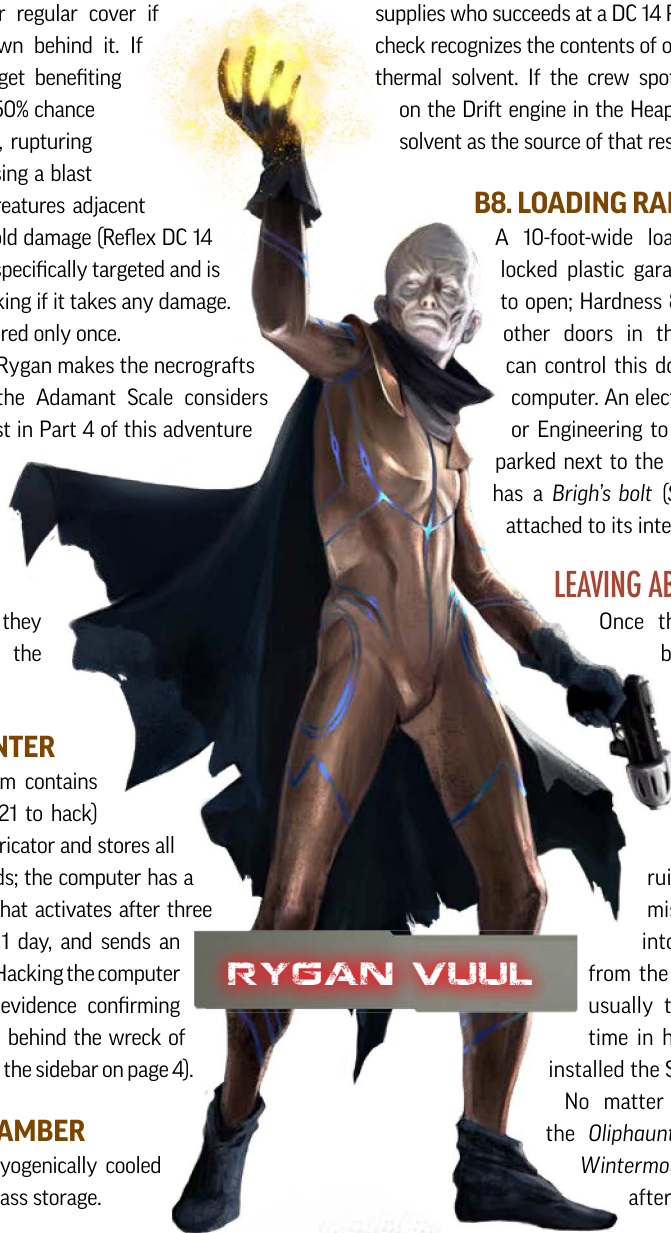 r regular cover if
wn behind it. If
get benefiting
50% chance
, rupturing
sing a blast
reatures adjacent
old damage (Reflex DC 14
specifically targeted and is
king if it takes any damage.
ured only once.
Rygan makes the necrografts
the Adamant Scale considers
st in Part 4 of this adventure
they
the
NTER
m contains
21 to hack)
ricator and stores all
ds; the computer has a
hat activates after three
1 day, and sends an
Hacking the computer
evidence confirming
behind the wreck of
the sidebar on page 4).
AMBER
yogenically cooled
ass storage.
RYGAN VUUL
supplies who succeeds at a DC 14
check recognizes the contents of o
thermal solvent. If the crew spo
on the Drift engine in the Heap
solvent as the source of that res
B8. LOADING RA
A 10-foot-wide loa
locked plastic gara
to open; Hardness 8
other doors in th
can control this do
computer. An elect
or Engineering to
parked next to the
has a Brigh's bolt (S
attached to its inte
LEAVING AB
Once th
b
rui
mis
into
from the
usually t
time in h
installed the S
No matter
the Oliphaunt
Wintermo
after